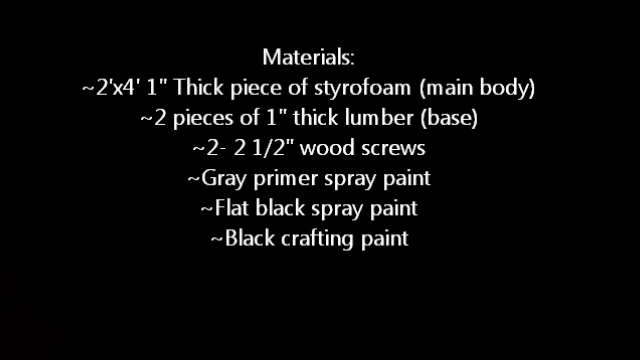 Materials:
~2'x4' 1" Thick piece of styrofoam (main body)
~2 pieces of 1" thick lumber (base)
~2- 2 1/2" wood screws
~Gray primer spray paint
~Flat black spray paint
~Black crafting paint